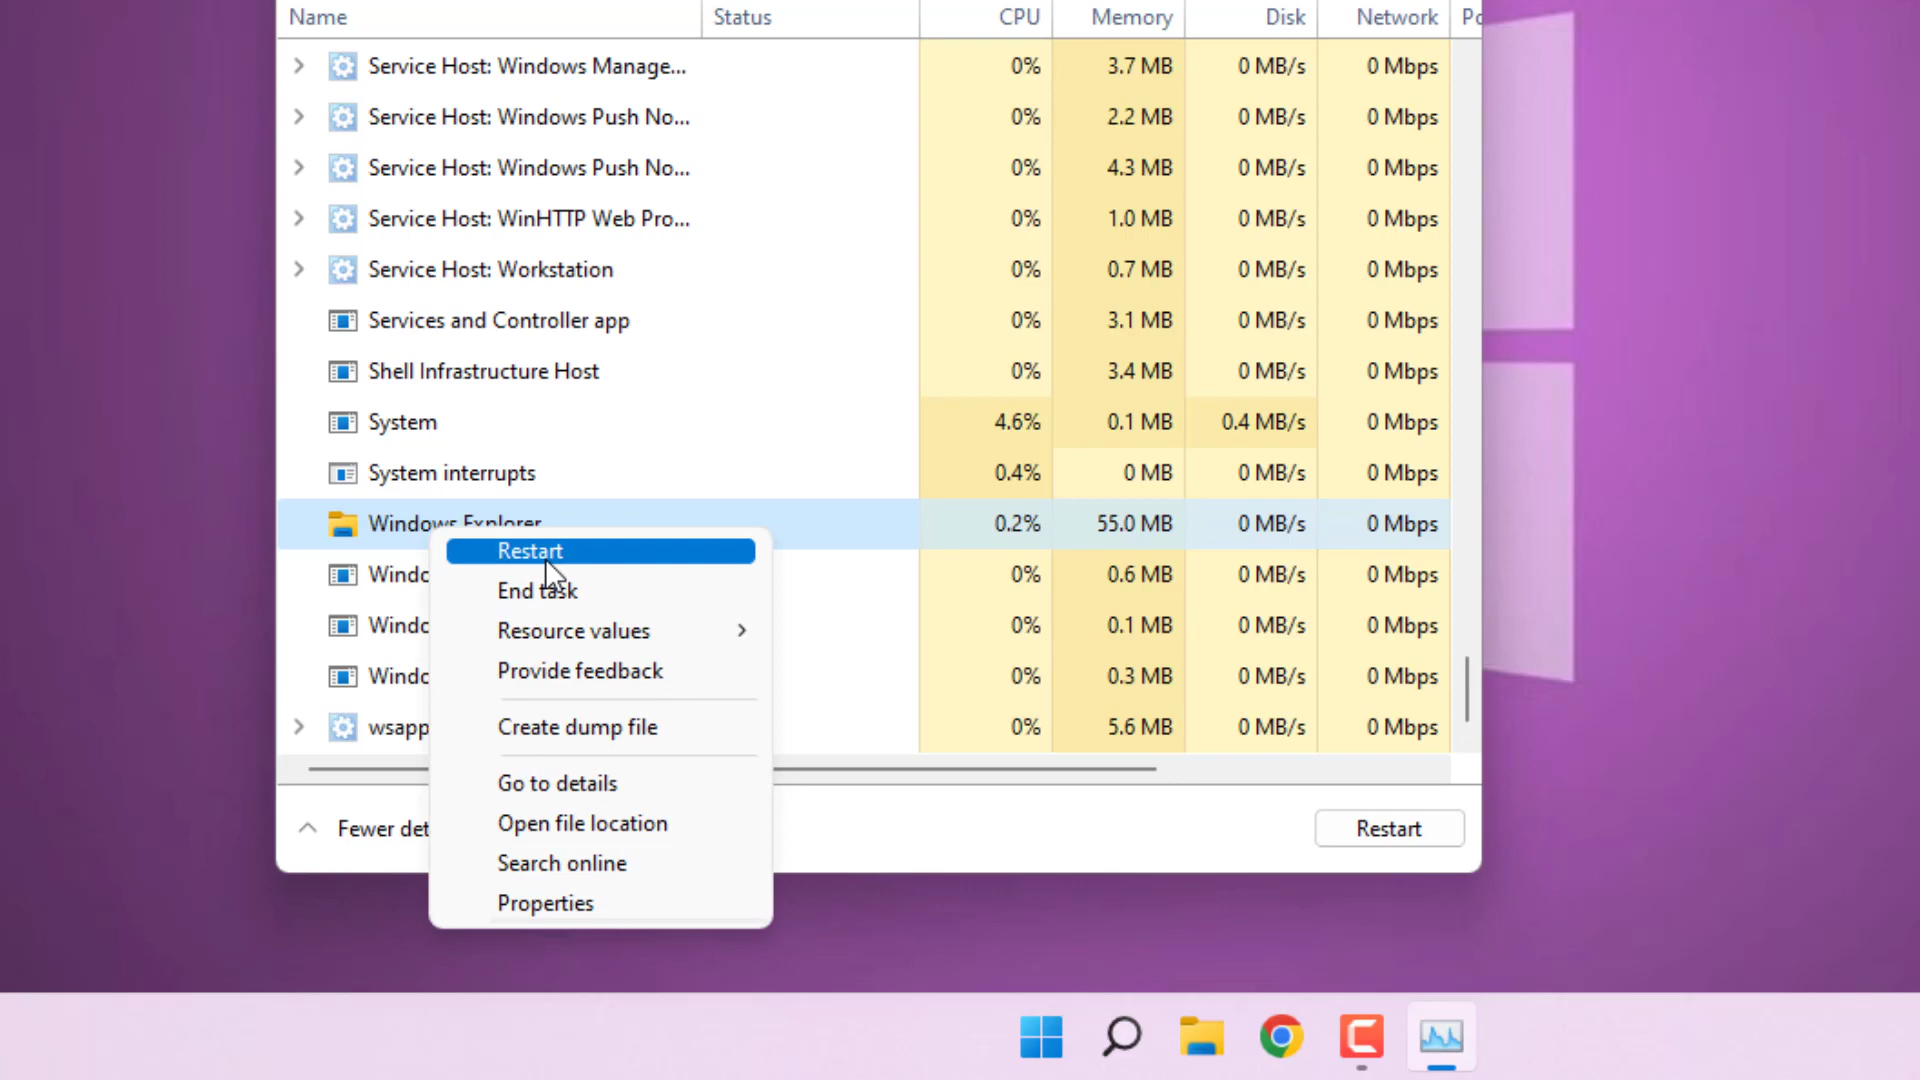 Name Status CPU Memory Disk Network Po
Service Host: Windows Manage... 0% 3.7 MB 0 MB/s 0 Mbps
Service Host: Windows Push No... 0% 2.2 MB 0 MB/s 0 Mbps
Service Host: Windows Push No... 0% 4.3 MB 0 MB/s 0 Mbps
Service Host: WinHTTP Web Pro... 0% 1.0 MB 0 MB/s 0 Mbps
Service Host: Workstation 0% 0.7 MB 0 MB/s 0 Mbps
Services and Controller app 0% 3.1 MB 0 MB/s 0 Mbps
Shell Infrastructure Host 0% 3.4 MB 0 MB/s 0 Mbps
System 4.6% 0.1 MB 0.4 MB/s 0 Mbps
System interrupts 0.4% 0 MB 0 MB/s 0 Mbps
Windows Explorer 0.2% 55.0 MB 0 MB/s 0 Mbps
Windo 0% 0.6 MB 0 MB/s 0 Mbps
Windo 0% 0.1 MB 0 MB/s 0 Mbps
Windo 0% 0.3 MB 0 MB/s 0 Mbps
wsapp 0% 5.6 MB 0 MB/s 0 Mbps
Restart
End task
Resource values
Provide feedback
Create dump file
Go to details
Open file location
Search online
Properties
Fewer det
Restart